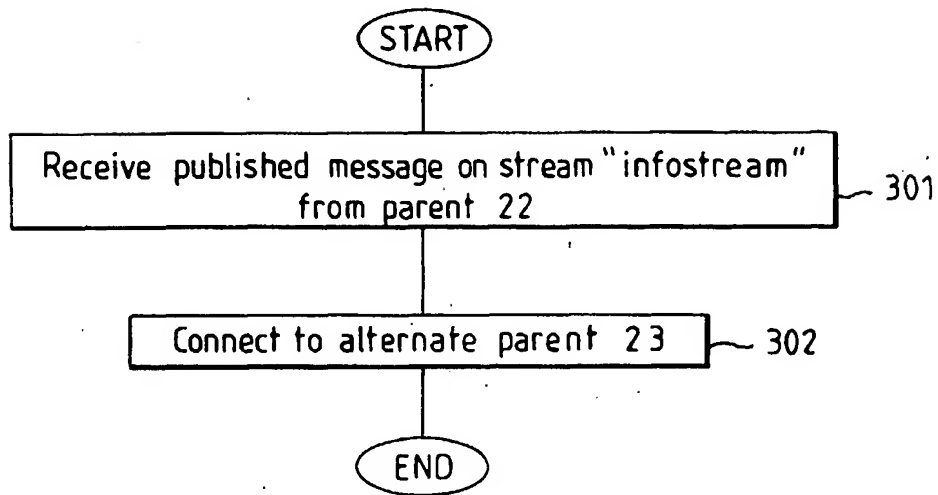 START
Receive published message on stream "infostream"
from parent 22
301
Connect to alternate parent 23
302
END